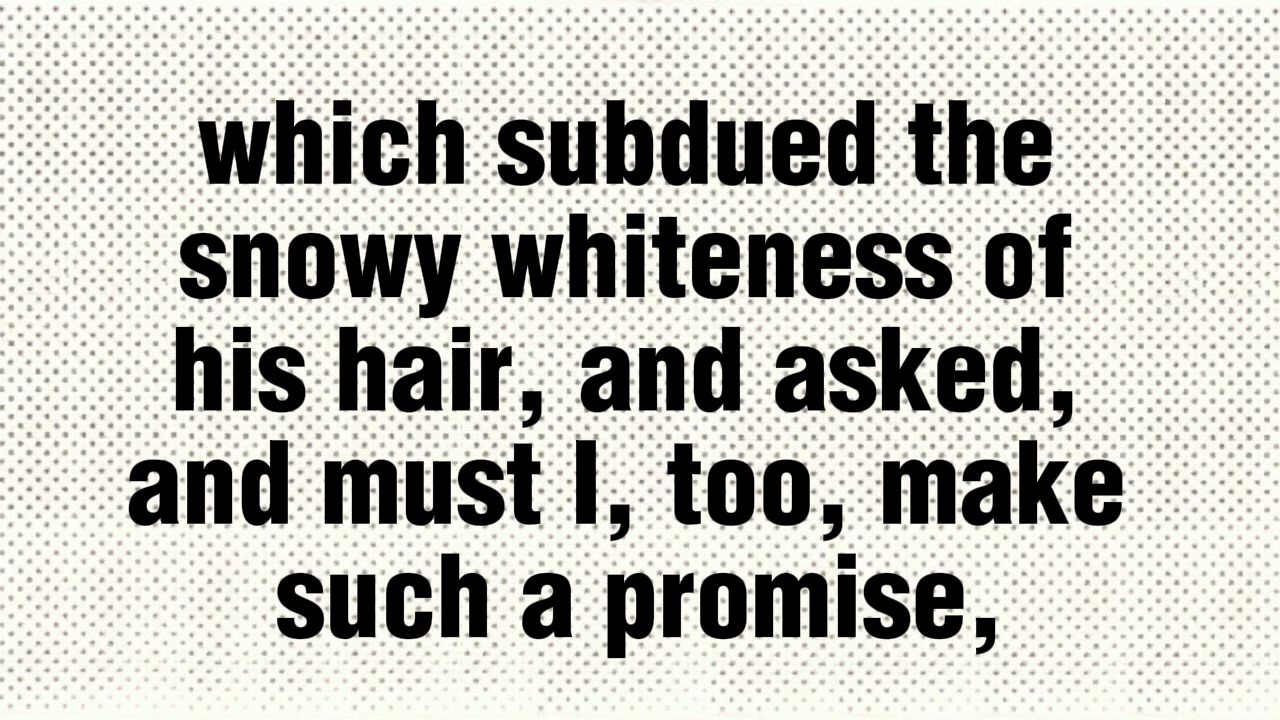 which subdued the
snowy whiteness of
his hair, and asked,
and must I, too, make
such a promise,